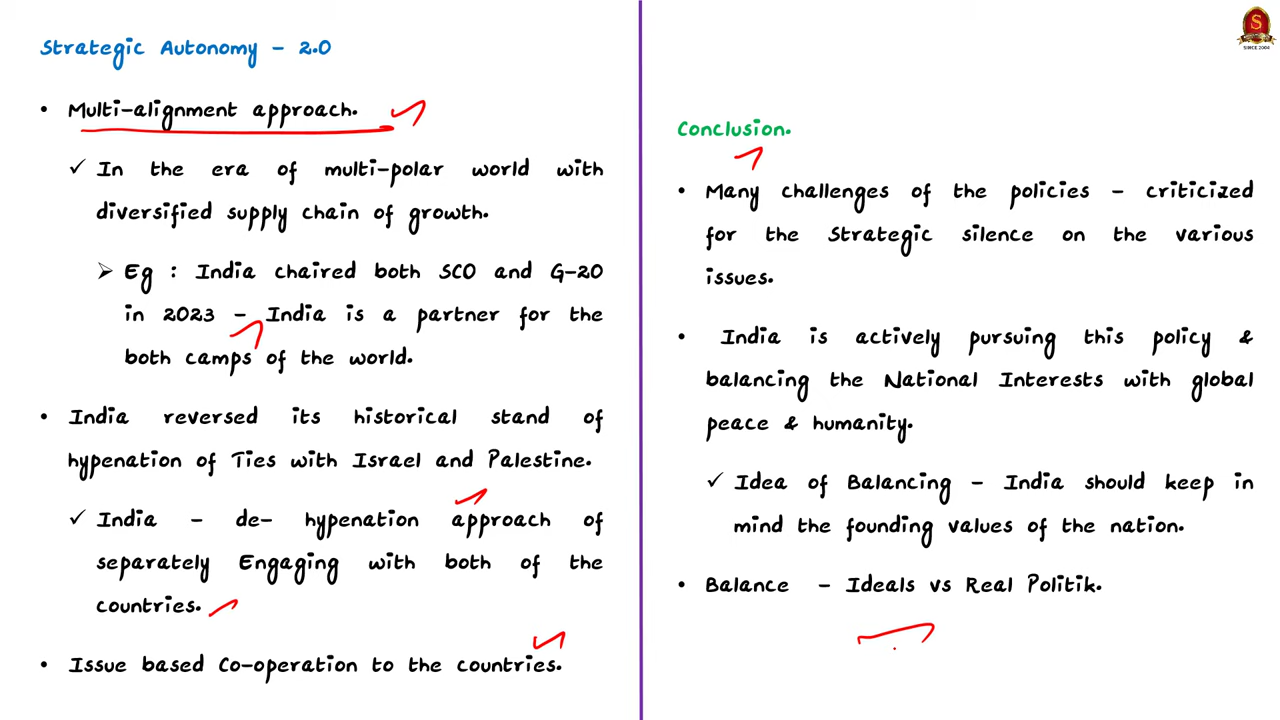 Strategic Autonomy - 2.0
• Multi-alignment approach.
✓ In the era of multi-polar world with
diversified supply chain of growth.
➢ Eg : India chaired both SCO and G-20
in 2023 - India is a partner for the
both camps of the world.
• India reversed its historical stand of
hypenation of Ties with Israel and Palestine.
✓ India - de- hypenation approach of
separately Engaging with both of the
countries.
• Issue based Co-operation to the countries.
Conclusion.
• Many challenges of the policies - criticized
for the Strategic silence on the various
issues.
• India is actively pursuing this policy &
balancing the National Interests with global
peace & humanity.
✓ Idea of Balancing - India should keep in
mind the founding values of the nation.
• Balance - Ideals vs Real Politik.
S
SINCE 2004